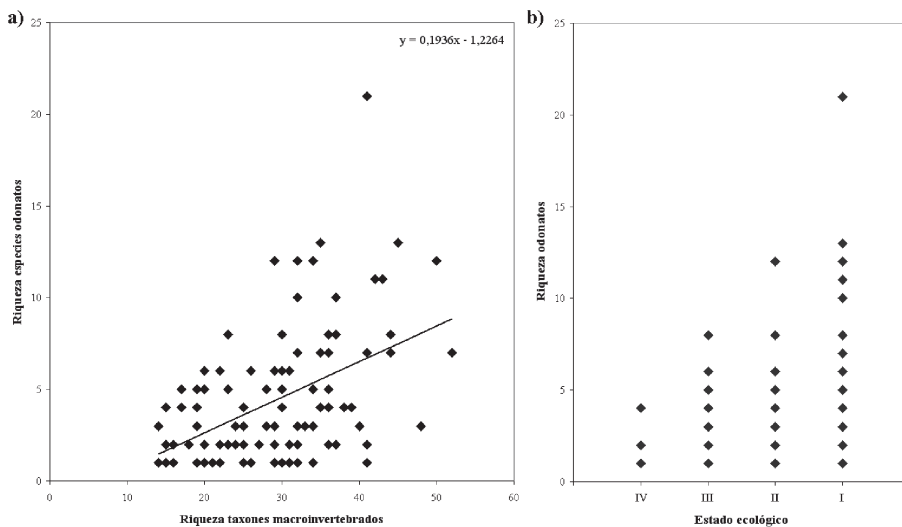 a)
y = 0,1936x - 1,2264
Riqueza especies odonatos
25
20
15
10
5
0
0 10 20 30 40 50 60
Riqueza taxones macroinvertebrados
b)
Riqueza odonatos
25
20
15
10
5
0
IV III II I
Estado ecológico